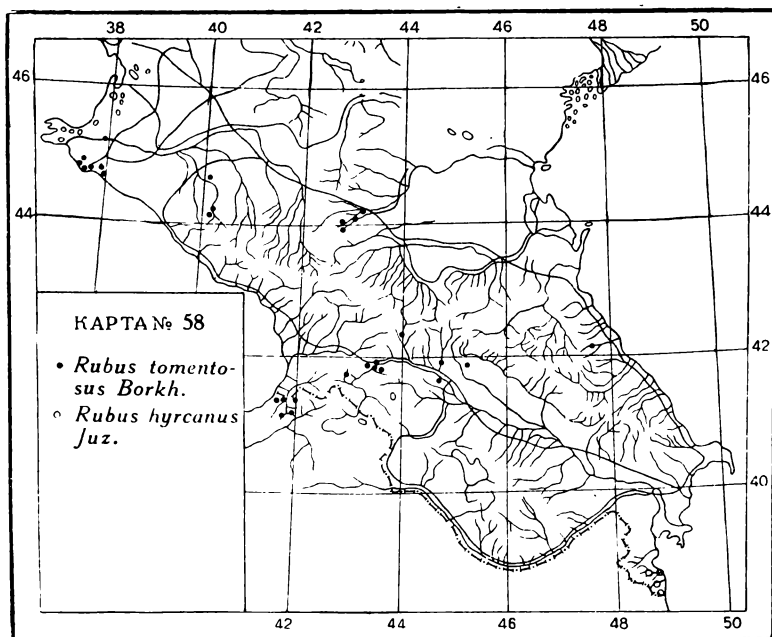 38 40 42 44 46 48 50
46 46
44 44
КАРТА № 58
• Rubus tomento-
sus Borkh.
○ Rubus hyrcanus
Juz.
42
40
42 44 46 48 50